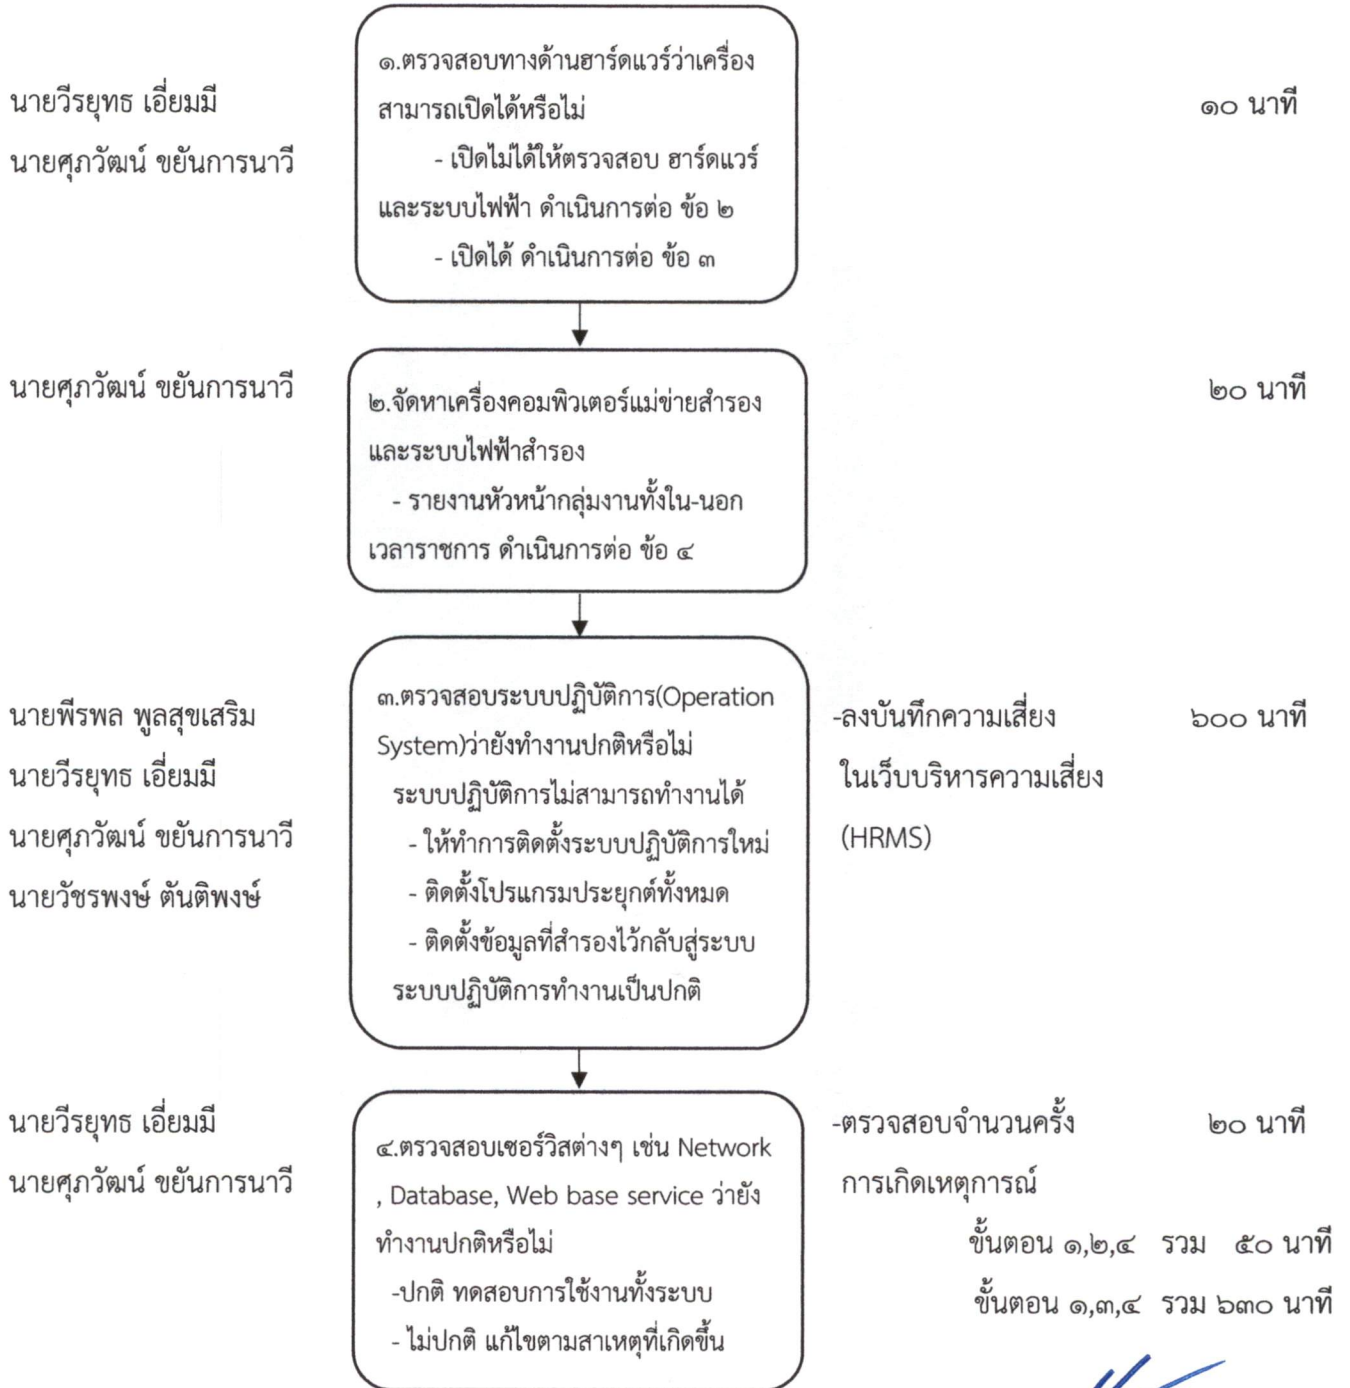 ๑.ตรวจสอบทางด้านฮาร์ดแวร์ว่าเครื่อง
นายวีรยุทธ เอี่ยมมี
สามารถเปิดได้หรือไม่
๑๐ นาที
นายศุภวัฒน์ ขยันการนาวี
- เปิดไม่ได้ให้ตรวจสอบ ฮาร์ดแวร์
และระบบไฟฟ้า ดำเนินการต่อ ข้อ ๒
- เปิดได้ ดำเนินการต่อ ข้อ ๓
นายศุภวัฒน์ ขยันการนาวี
๒.จัดหาเครื่องคอมพิวเตอร์แม่ข่ายสำรอง
๒๐ นาที
และระบบไฟฟ้าสำรอง
- รายงานหัวหน้ากลุ่มงานทั้งใน-นอก
เวลาราชการ ดำเนินการต่อ ข้อ ๔
นายพีรพล พูลสุขเสริม
นายวีรยุทธ เอี่ยมมี
นายศุภวัฒน์ ขยันการนาวี
นายวัชรพงษ์ ตันติพงษ์
๓.ตรวจสอบระบบปฏิบัติการ(Operation
System)ว่ายังทำงานปกติหรือไม่
ระบบปฏิบัติการไม่สามารถทำงานได้
- ให้ทำการติดตั้งระบบปฏิบัติการใหม่
- ติดตั้งโปรแกรมประยุกต์ทั้งหมด
- ติดตั้งข้อมูลที่สำรองไว้กลับสู่ระบบ
ระบบปฏิบัติการทำงานเป็นปกติ
-ลงบันทึกความเสี่ยง
ในเว็บบริหารความเสี่ยง
(HRMS)
๖๐๐ นาที
นายวีรยุทธ เอี่ยมมี
นายศุภวัฒน์ ขยันการนาวี
๔.ตรวจสอบเซอร์วิสต่างๆ เช่น Network
, Database, Web base service ว่ายัง
ทำงานปกติหรือไม่
-ปกติ ทดสอบการใช้งานทั้งระบบ
- ไม่ปกติ แก้ไขตามสาเหตุที่เกิดขึ้น
-ตรวจสอบจำนวนครั้ง
การเกิดเหตุการณ์
๒๐ นาที
ขั้นตอน ๑,๒,๔ รวม ๕๐ นาที
ขั้นตอน ๑,๓,๔ รวม ๖๓๐ นาที